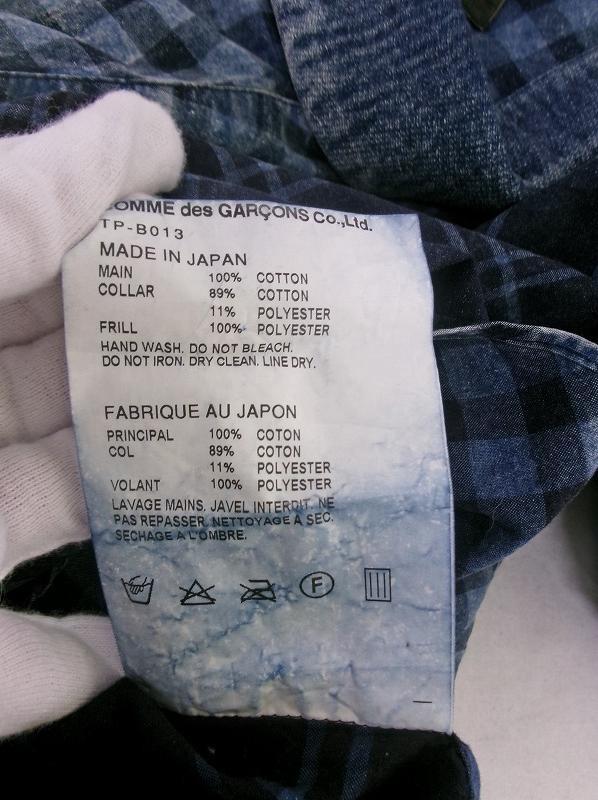 COMME des GARÇONS Co.,Ltd.
TP-B013
MADE IN JAPAN
MAIN 100% COTTON
COLLAR 89% COTTON
11% POLYESTER
FRILL 100% POLYESTER
HAND WASH. DO NOT BLEACH.
DO NOT IRON. DRY CLEAN. LINE DRY.
FABRIQUE AU JAPON
PRINCIPAL 100% COTON
COL 89% COTON
11% POLYESTER
VOLANT 100% POLYESTER
LAVAGE MAINS. JAVEL INTERDIT. NE
PAS REPASSER. NETTOYAGE A SEC.
SECHAGE A L'OMBRE.
F